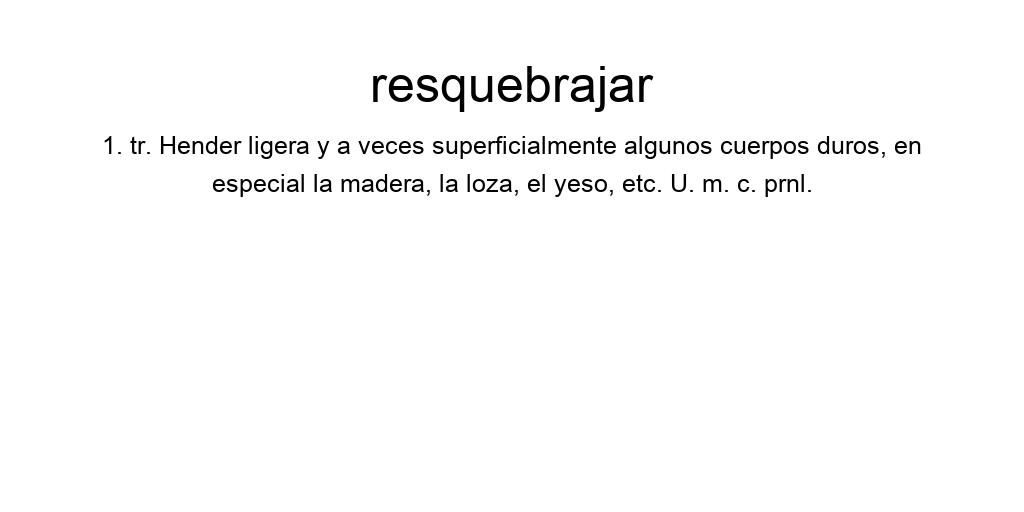 resquebrajar
1. tr. Hender ligera y a veces superficialmente algunos cuerpos duros, en
especial la madera, la loza, el yeso, etc. U. m. c. prnl.